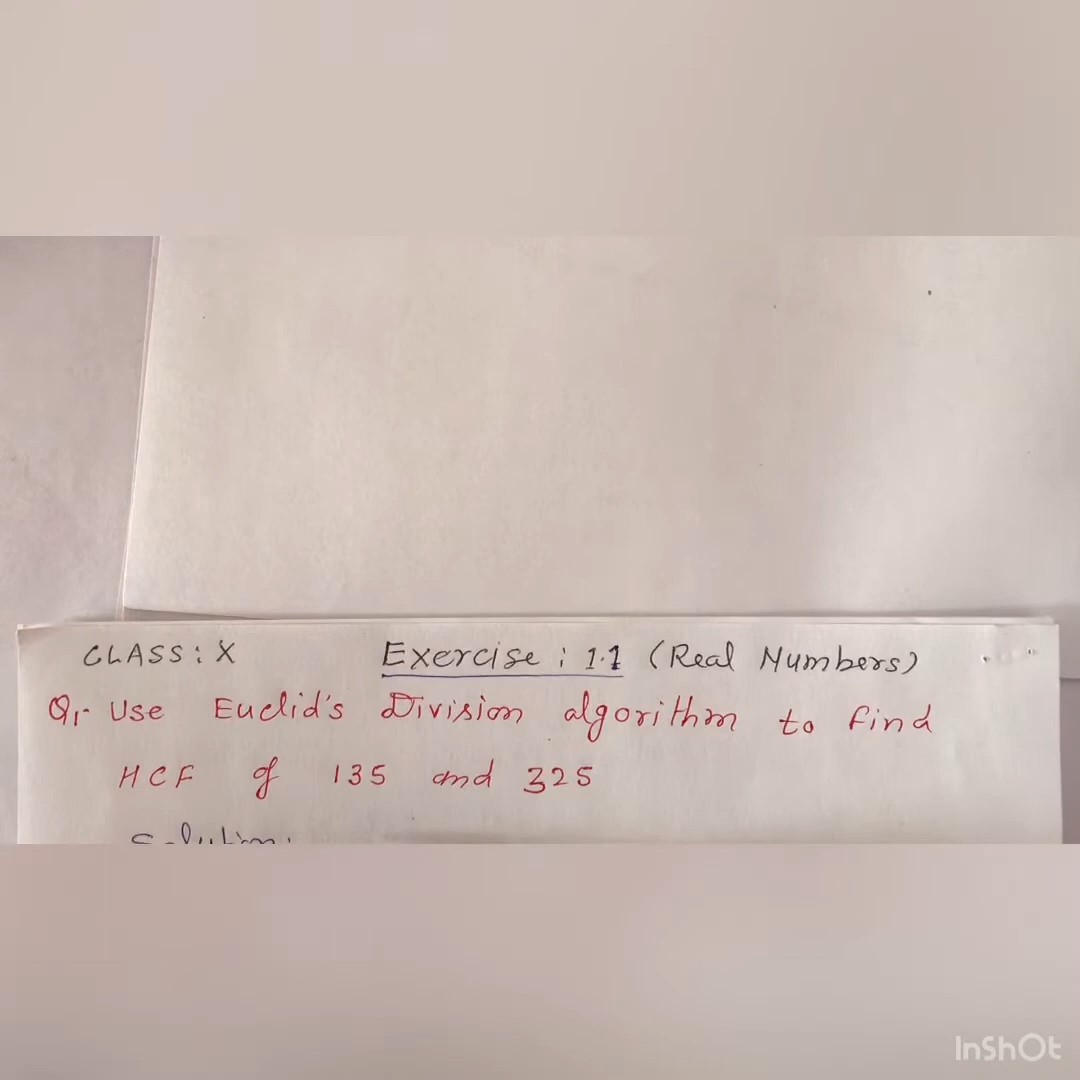 CLASS: X Exercise: 1.1 (Real Numbers)
Q1- Use Euclid's Division algorithm to find
HCF of 135 and 325
Solution:
InShOt